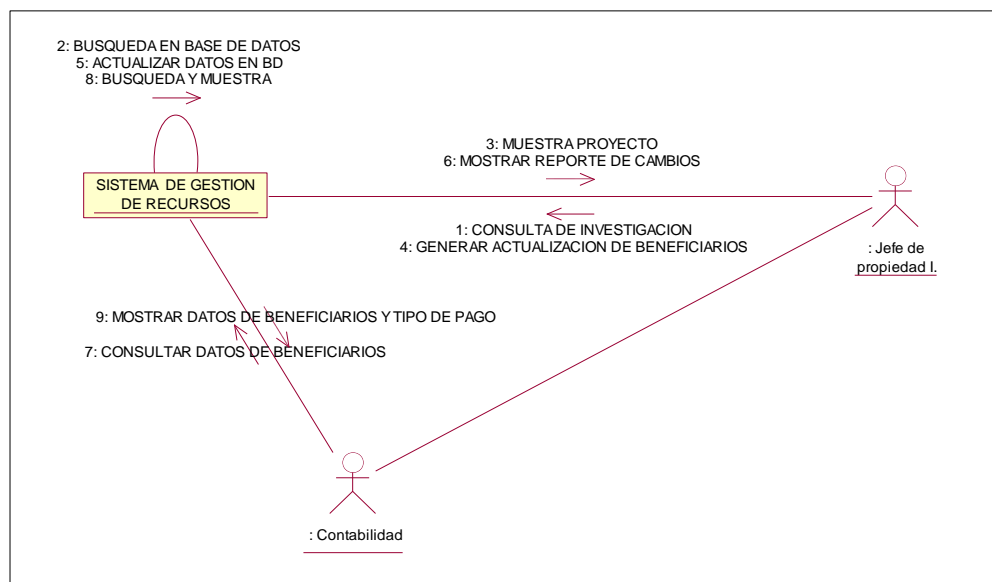 2: BUSQUEDA EN BASE DE DATOS
5: ACTUALIZAR DATOS EN BD
8: BUSQUEDA Y MUESTRA
3: MUESTRA PROYECTO
6: MOSTRAR REPORTE DE CAMBIOS
SISTEMA DE GESTION
DE RECURSOS
1: CONSULTA DE INVESTIGACION
4: GENERAR ACTUALIZACION DE BENEFICIARIOS
: Jefe de
propiedad I.
9: MOSTRAR DATOS DE BENEFICIARIOS Y TIPO DE PAGO
7: CONSULTAR DATOS DE BENEFICIARIOS
: Contabilidad